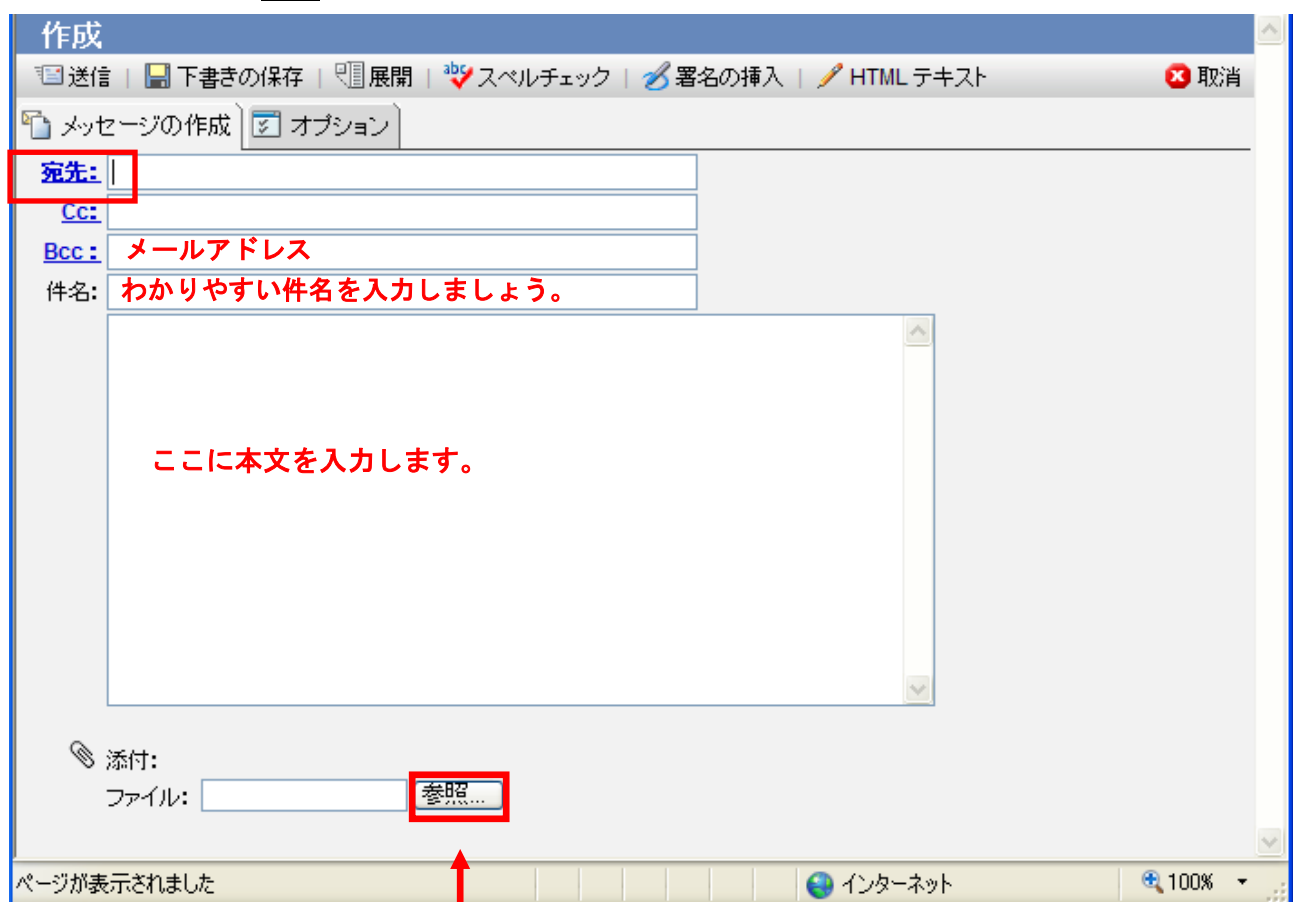 作成
送信 | 下書きの保存 | 展開 | abc スペルチェック | 署名の挿入 | HTML テキスト 取消
メッセージの作成 オプション
宛先:
Cc:
Bcc : メールアドレス
件名: わかりやすい件名を入力しましょう。
ここに本文を入力します。
添付:
ファイル: 参照...
ページが表示されました インターネット 100%